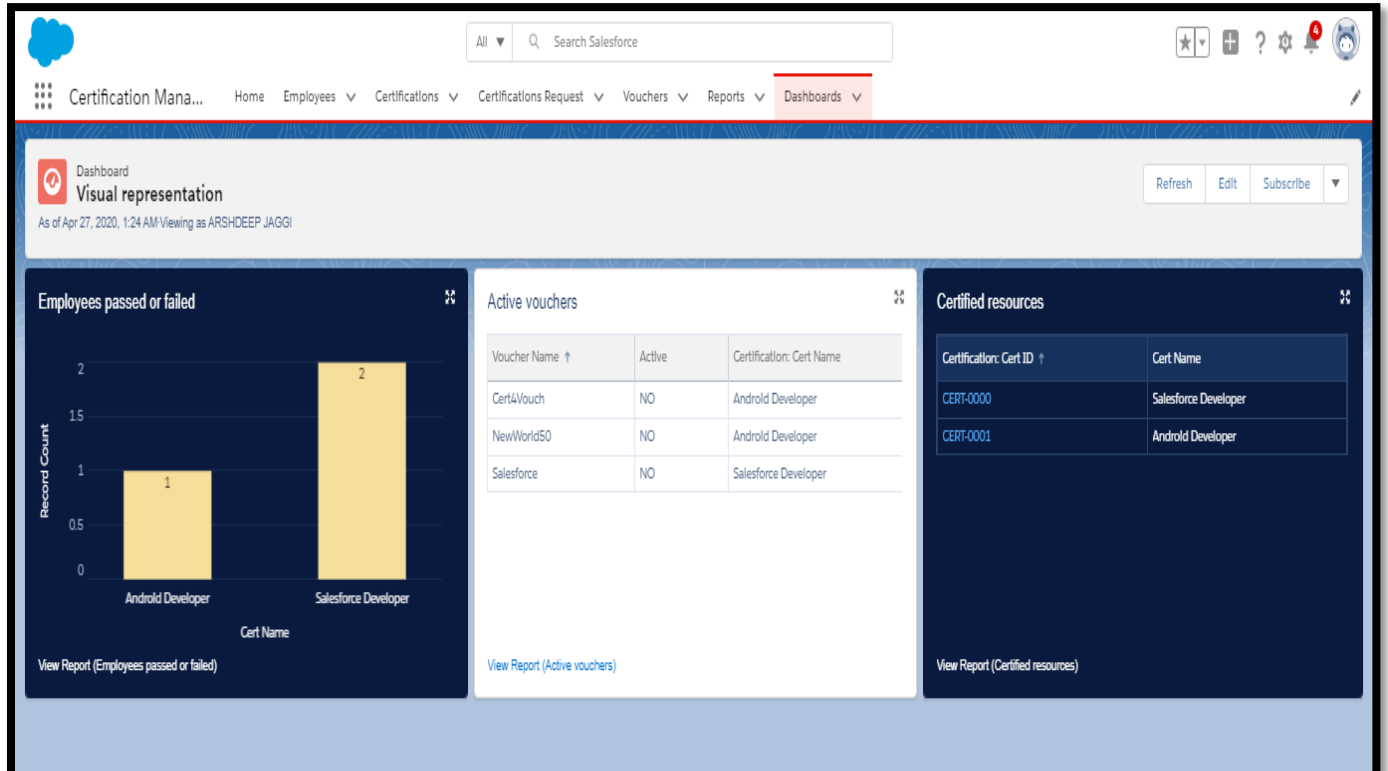 All ▼ Search Salesforce
4
Certification Mana... Home Employees Certifications Certifications Request Vouchers Reports Dashboards
Dashboard
Visual representation
As of Apr 27, 2020, 1:24 AM·Viewing as ARSHDEEP JAGGI
Refresh Edit Subscribe ▼
Employees passed or failed
2
1.5
1
0.5
0
Record Count
1
2
Android Developer Salesforce Developer
Cert Name
View Report (Employees passed or failed)
Active vouchers
Voucher Name ↑ Active Certification: Cert Name
Cert4Vouch NO Android Developer
NewWorld50 NO Android Developer
Salesforce NO Salesforce Developer
View Report (Active vouchers)
Certified resources
Certification: Cert ID ↑ Cert Name
CERT-0000 Salesforce Developer
CERT-0001 Android Developer
View Report (Certified resources)